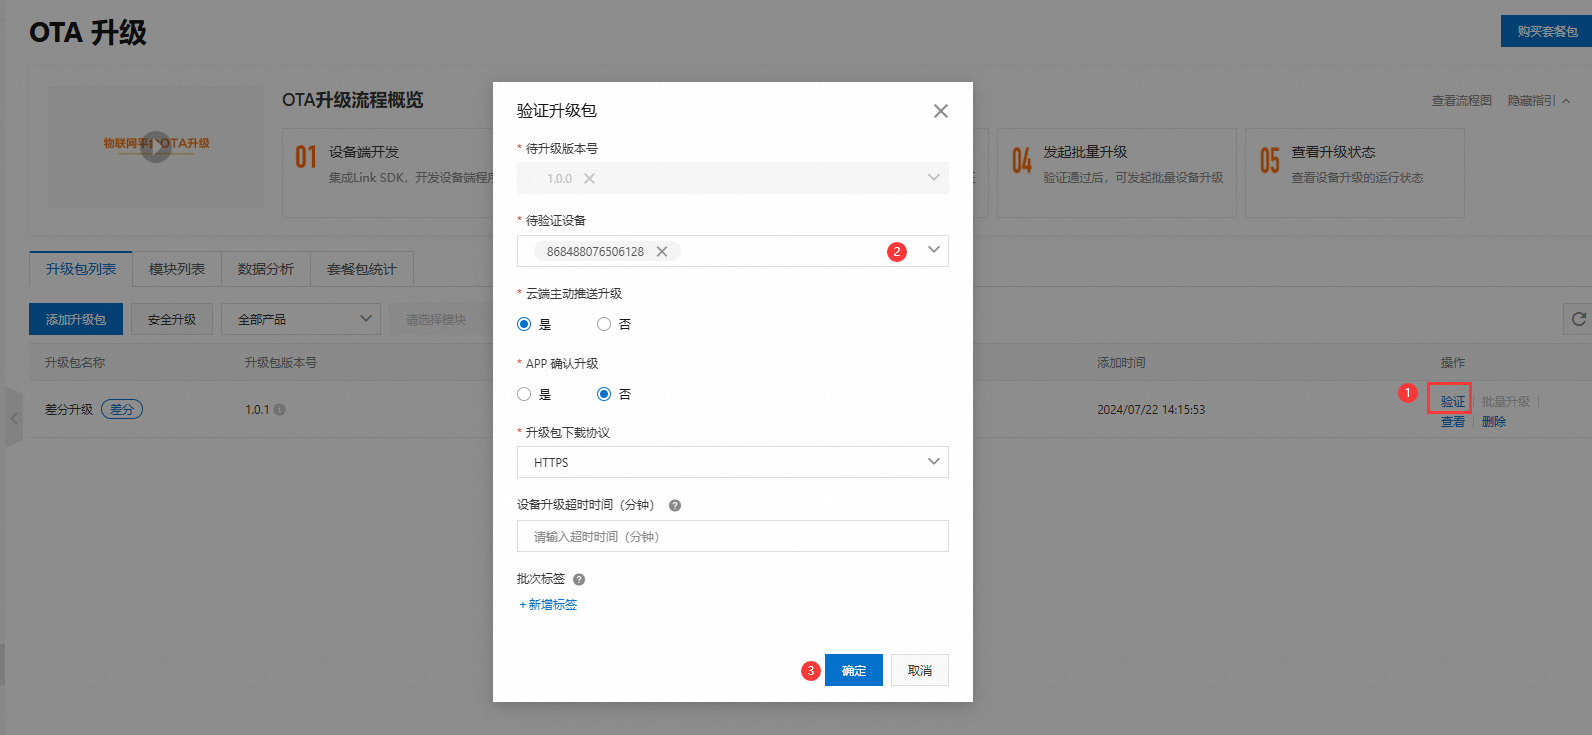 OTA 升级
购买套餐包
物联网平台OTA升级
OTA升级流程概览
查看流程图
隐藏指引
01
设备端开发
集成Link SDK，开发设备端程序
04
发起批量升级
验证通过后，可发起批量设备升级
05
查看升级状态
查看设备升级的运行状态
升级包列表
模块列表
数据分析
套餐包统计
添加升级包
安全升级
全部产品
请选择模块
升级包名称
升级包版本号
添加时间
操作
差分升级
差分
1.0.1
2024/07/22 14:15:53
1
验证
批量升级
查看
删除
验证升级包
* 待升级版本号
1.0.0
* 待验证设备
868488076506128
2
* 云端主动推送升级
是
否
* APP 确认升级
是
否
* 升级包下载协议
HTTPS
设备升级超时时间（分钟）
请输入超时时间（分钟）
批次标签
+新增标签
3
确定
取消